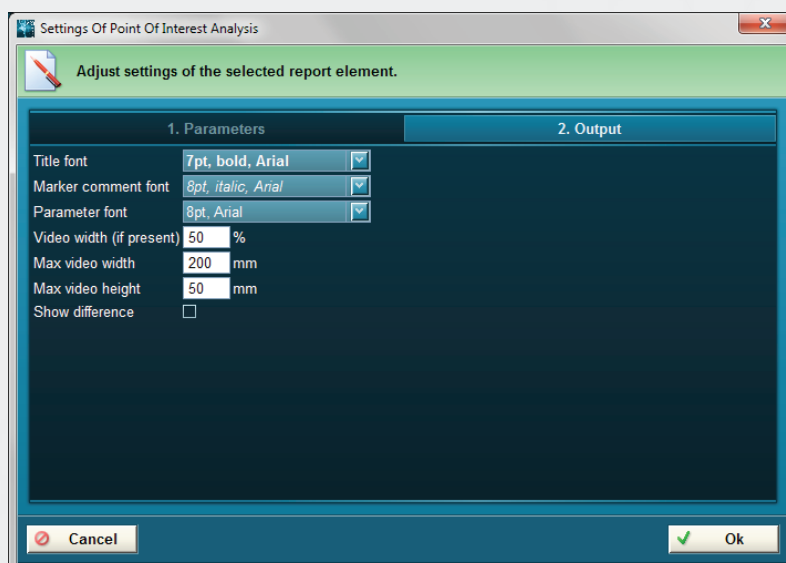 Settings Of Point Of Interest Analysis
Adjust settings of the selected report element.
1. Parameters 2. Output
Title font 7pt, bold, Arial
Marker comment font 8pt, italic, Arial
Parameter font 8pt, Arial
Video width (if present) 50 %
Max video width 200 mm
Max video height 50 mm
Show difference
Cancel Ok